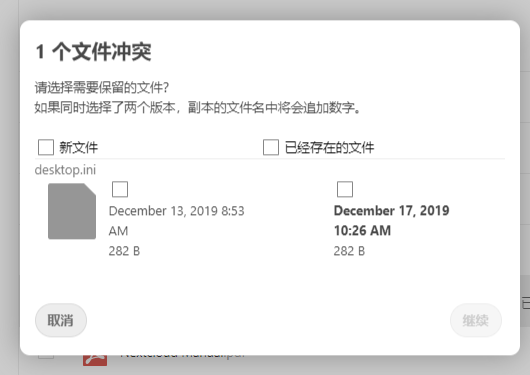 1 个文件冲突
请选择需要保留的文件?
如果同时选择了两个版本，副本的文件名中将会追加数字。
新文件 已经存在的文件
desktop.ini
December 13, 2019 8:53 December 17, 2019
AM 10:26 AM
282 B 282 B
取消 继续